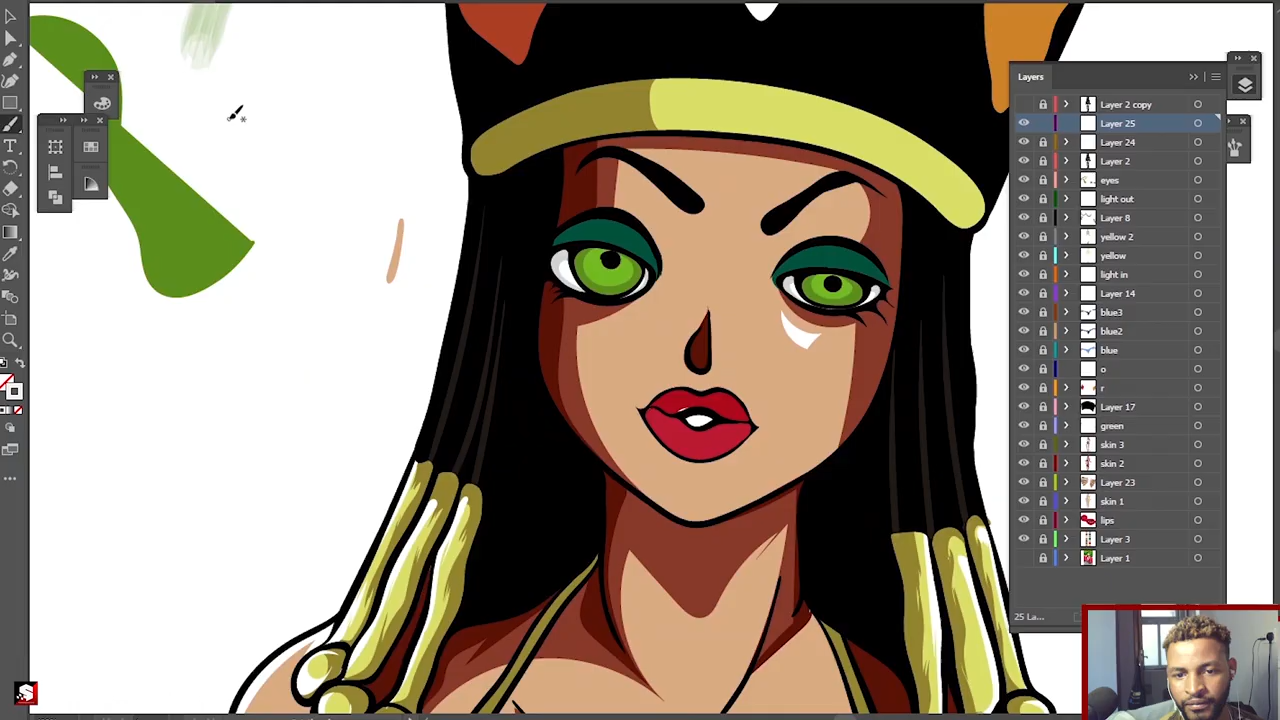 Layers
Layer 2 copy
Layer 25
Layer 24
Layer 2
eyes
light out
Layer 8
yellow 2
yellow
light in
Layer 14
blue3
blue2
blue
o
r
Layer 17
green
skin 3
skin 2
Layer 23
skin 1
lips
Layer 3
Layer 1
25 La...